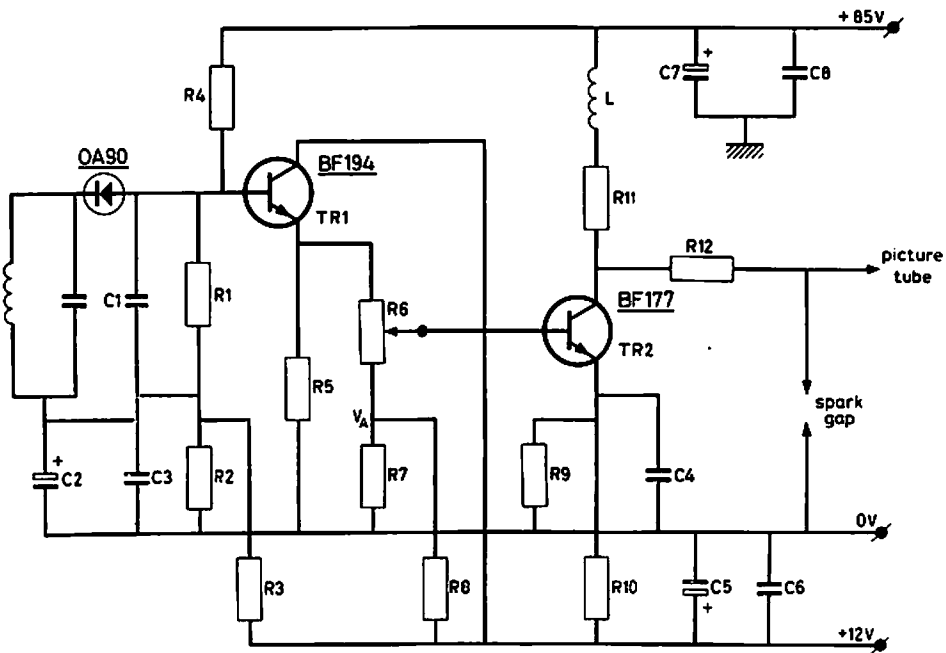 +85V
+
C7
C8
R4
L
OA90
BF194
TR1
R11
R12
picture
tube
C1
R1
R6
BF177
TR2
R5
VA
spark
gap
+
C2
C3
R2
R7
R9
C4
0V
R3
R8
R10
C5
+
C6
+12V